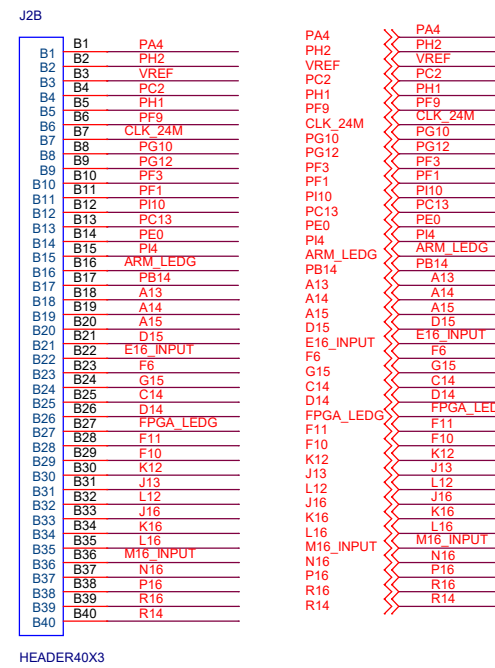 J2B
B1 B1 PA4
B2 B2 PH2
B3 B3 VREF
B4 B4 PC2
B5 B5 PH1
B6 B6 PF9
B7 B7 CLK_24M
B8 B8 PG10
B9 B9 PG12
B10 B10 PF3
B11 B11 PF1
B12 B12 PI10
B13 B13 PC13
B14 B14 PE0
B15 B15 PI4
B16 B16 ARM_LEDG
B17 B17 PB14
B18 B18 A13
B19 B19 A14
B20 B20 A15
B21 B21 D15
B22 B22 E16_INPUT
B23 B23 F6
B24 B24 G15
B25 B25 C14
B26 B26 D14
B27 B27 FPGA_LEDG
B28 B28 F11
B29 B29 F10
B30 B30 K12
B31 B31 J13
B32 B32 L12
B33 B33 J16
B34 B34 K16
B35 B35 L16
B36 B36 M16_INPUT
B37 B37 N16
B38 B38 P16
B39 B39 R16
B40 B40 R14
HEADER40X3
PA4 PA4
PH2 PH2
VREF VREF
PC2 PC2
PH1 PH1
PF9 PF9
CLK_24M CLK_24M
PG10 PG10
PG12 PG12
PF3 PF3
PF1 PF1
PI10 PI10
PC13 PC13
PE0 PE0
PI4 PI4
ARM_LEDG ARM_LEDG
PB14 PB14
A13 A13
A14 A14
A15 A15
D15 D15
E16_INPUT E16_INPUT
F6 F6
G15 G15
C14 C14
D14 D14
FPGA_LEDG FPGA_LED
F11 F11
F10 F10
K12 K12
J13 J13
L12 L12
J16 J16
K16 K16
L16 L16
M16_INPUT M16_INPUT
N16 N16
P16 P16
R16 R16
R14 R14